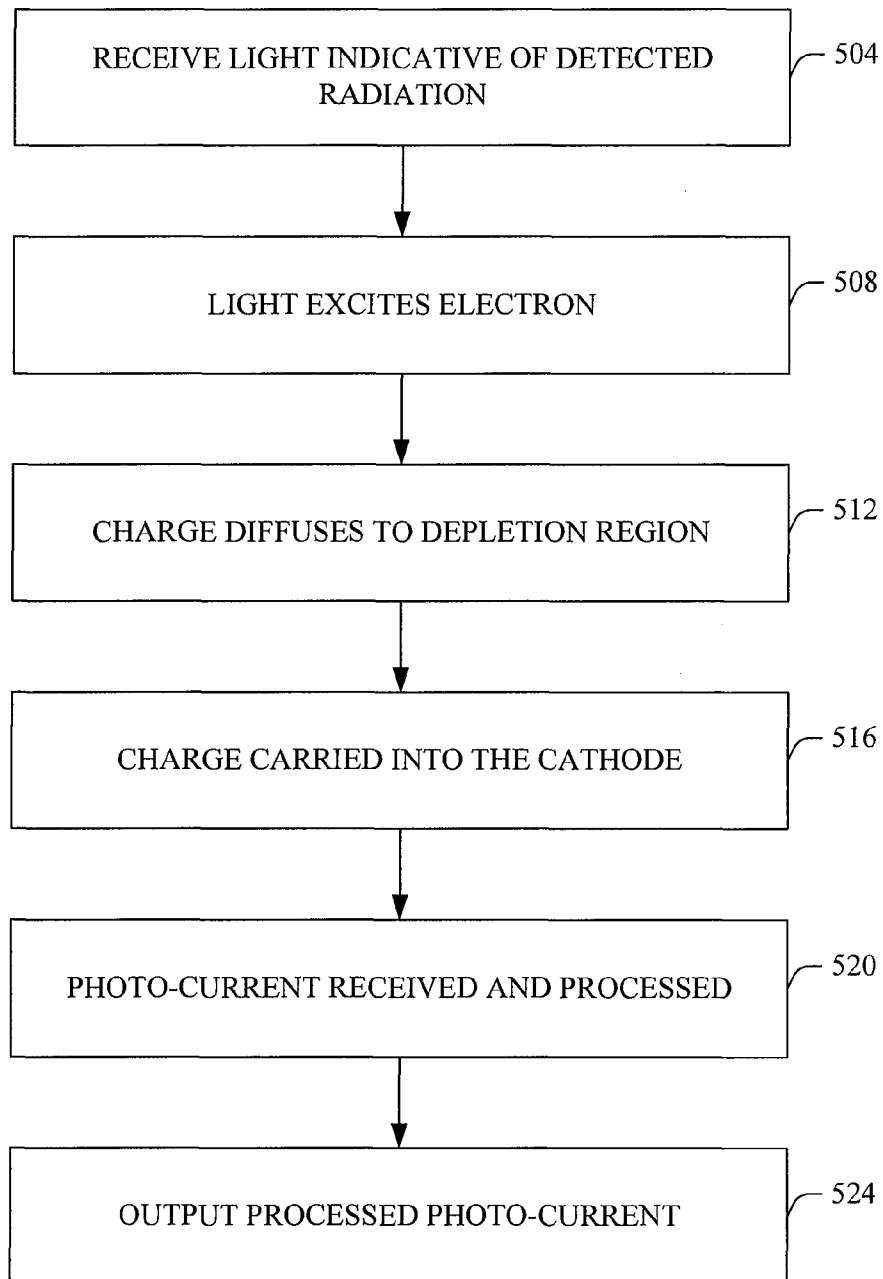 RECEIVE LIGHT INDICATIVE OF DETECTED
RADIATION
504
LIGHT EXCITES ELECTRON
508
CHARGE DIFFUSES TO DEPLETION REGION
512
CHARGE CARRIED INTO THE CATHODE
516
PHOTO-CURRENT RECEIVED AND PROCESSED
520
OUTPUT PROCESSED PHOTO-CURRENT
524